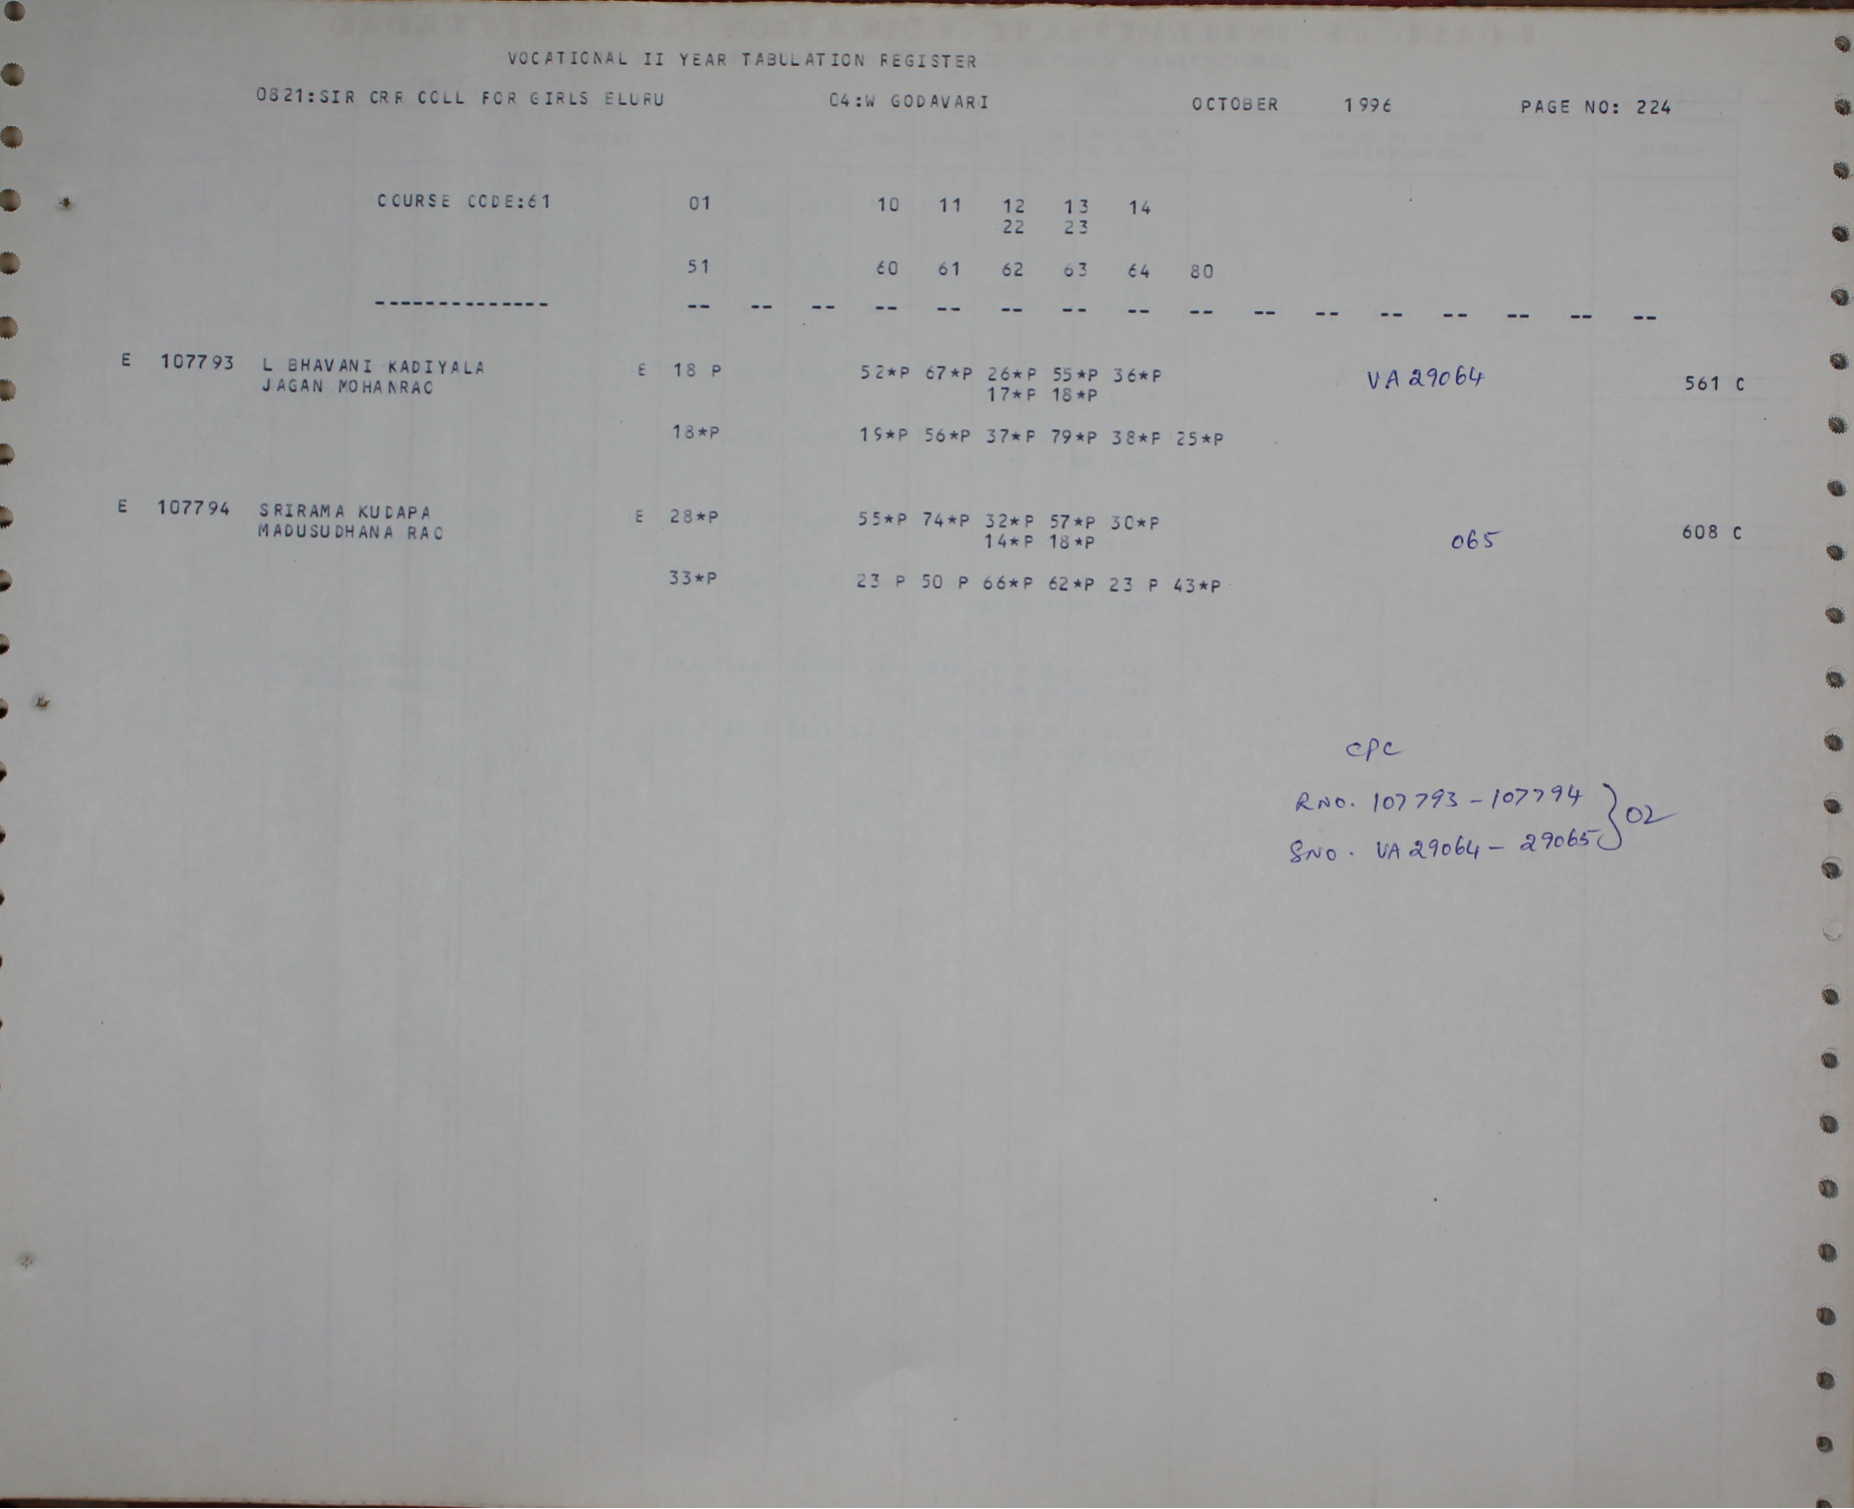 VOCATIONAL II YEAR TABULATION REGISTER
0821:SIR CRR COLL FOR GIRLS ELURU 04:W GODAVARI OCTOBER 1996 PAGE NO: 224
COURSE CODE:61 01 10 11 12 13 14
22 23
51 60 61 62 63 64 80
-------------- -- -- -- -- -- -- -- -- -- -- -- -- -- -- -- --
E 107793 L BHAVANI KADIYALA E 18 P 52*P 67*P 26*P 55*P 36*P VA 29064 561 C
JAGAN MOHANRAO 17*P 18*P
18*P 19*P 56*P 37*P 79*P 38*P 25*P
E 107794 SRIRAMA KUDAPA E 28*P 55*P 74*P 32*P 57*P 30*P 065 608 C
MADUSUDHANA RAO 14*P 18*P
33*P 23 P 50 P 66*P 62*P 23 P 43*P
CPC
RNO. 107793 - 107794 } 02
SNO. VA 29064 - 29065